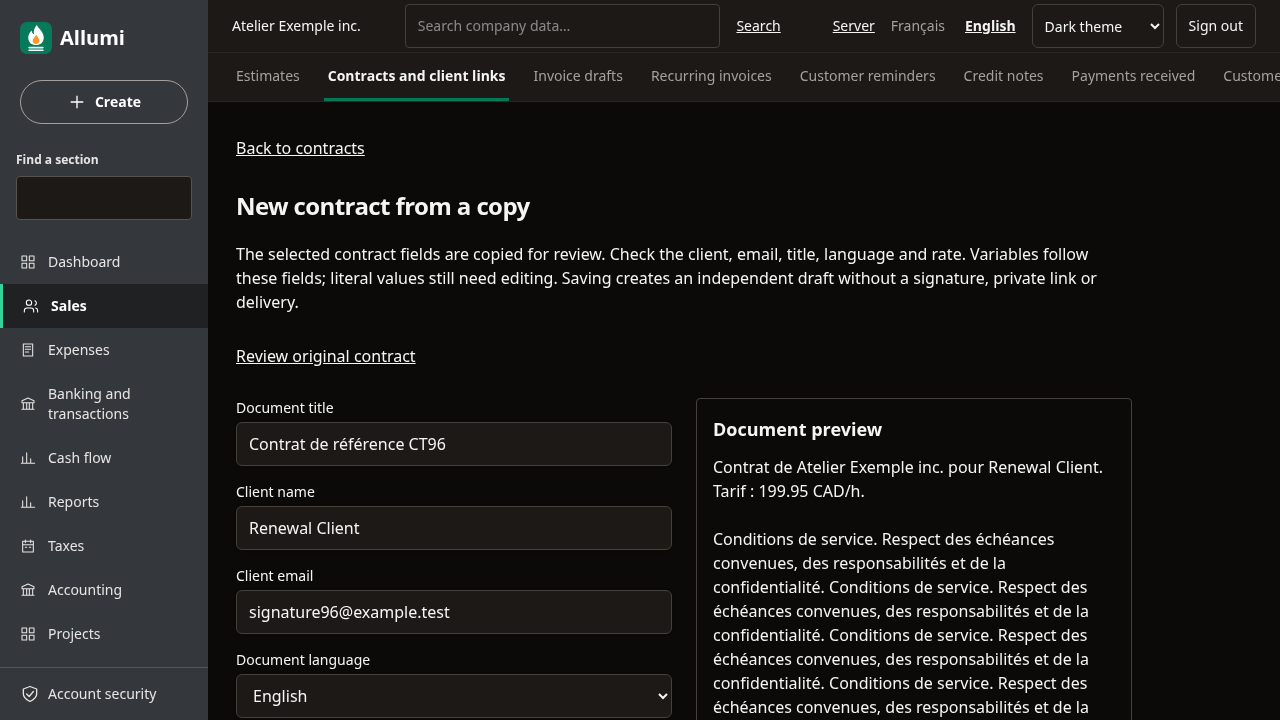 Allumi
Create
Find a section
Dashboard
Sales
Expenses
Banking and
transactions
Cash flow
Reports
Taxes
Accounting
Projects
Account security
Atelier Exemple inc.
Search company data...
Search
Server
Français
English
Dark theme
Sign out
Estimates
Contracts and client links
Invoice drafts
Recurring invoices
Customer reminders
Credit notes
Payments received
Custome
Back to contracts
New contract from a copy
The selected contract fields are copied for review. Check the client, email, title, language and rate. Variables follow
these fields; literal values still need editing. Saving creates an independent draft without a signature, private link or
delivery.
Review original contract
Document title
Contrat de référence CT96
Client name
Renewal Client
Client email
signature96@example.test
Document language
English
Document preview
Contrat de Atelier Exemple inc. pour Renewal Client.
Tarif : 199.95 CAD/h.
Conditions de service. Respect des échéances
convenues, des responsabilités et de la
confidentialité. Conditions de service. Respect des
échéances convenues, des responsabilités et de la
confidentialité. Conditions de service. Respect des
échéances convenues, des responsabilités et de la
confidentialité. Conditions de service. Respect des
échéances convenues, des responsabilités et de la